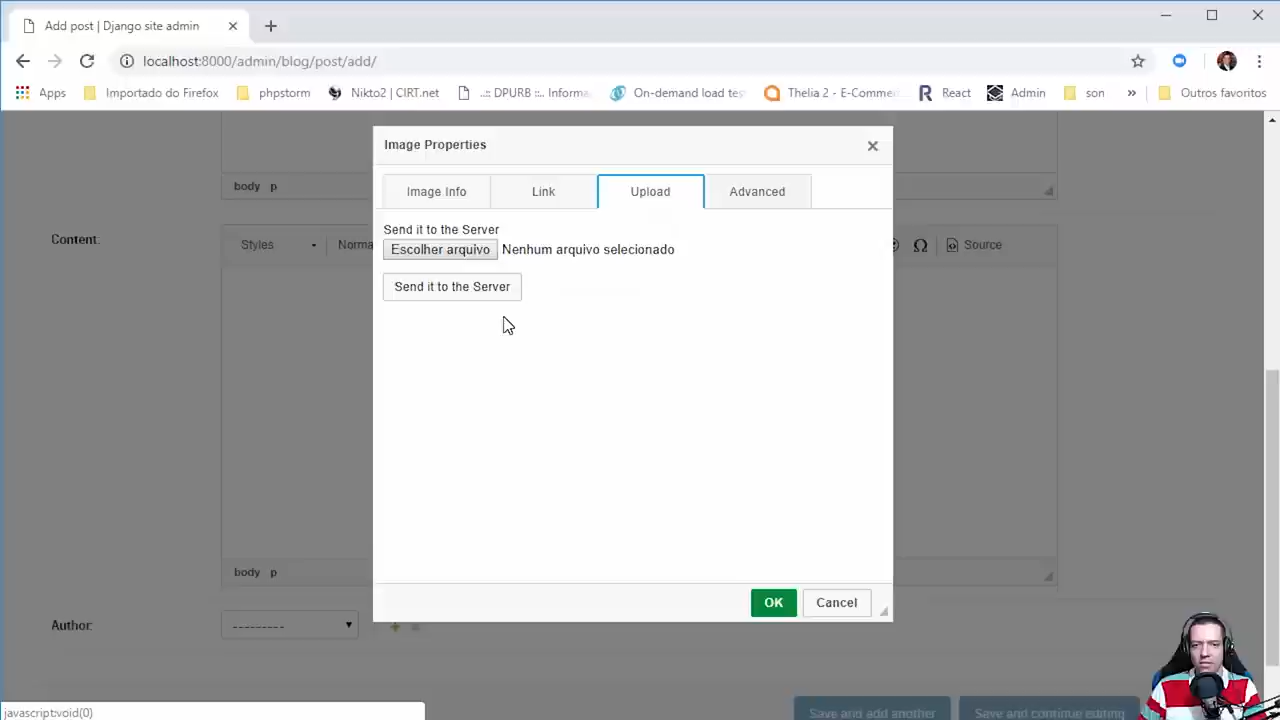 Add post | Django site admin
localhost:8000/admin/blog/post/add/
Apps Importado do Firefox phpstorm Nikto2 | CIRT.net ..:: DPURB ::.. Informa On-demand load tes Thelia 2 - E-Commer React Admin son » Outros favoritos
Image Properties
body p
Image Info Link Upload Advanced
Send it to the Server
Content:
Styles Norma Source
Escolher arquivo Nenhum arquivo selecionado
Send it to the Server
body p
OK Cancel
Author:
---------
Save and add another Save and continue editing
javascript:void(0)